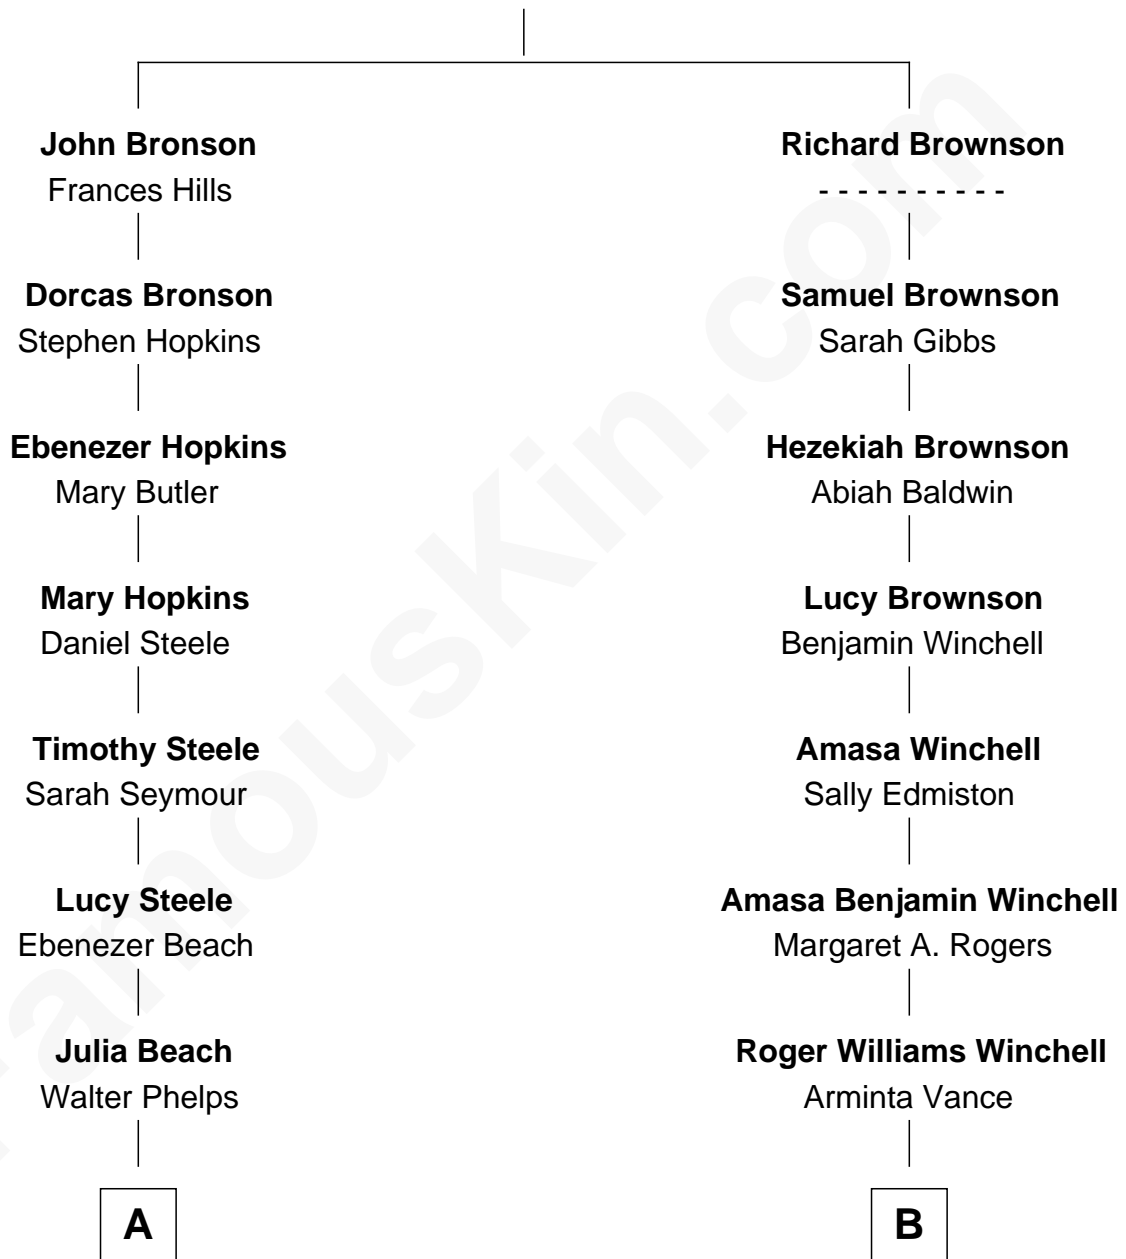 John Bronson
Frances Hills
Dorcas Bronson
Stephen Hopkins
Ebenezer Hopkins
Mary Butler
Mary Hopkins
Daniel Steele
Timothy Steele
Sarah Seymour
Lucy Steele
Ebenezer Beach
Julia Beach
Walter Phelps
A
Richard Brownson
- - - - - - - - - -
Samuel Brownson
Sarah Gibbs
Hezekiah Brownson
Abiah Baldwin
Lucy Brownson
Benjamin Winchell
Amasa Winchell
Sally Edmiston
Amasa Benjamin Winchell
Margaret A. Rogers
Roger Williams Winchell
Arminta Vance
B
FamousKin.com